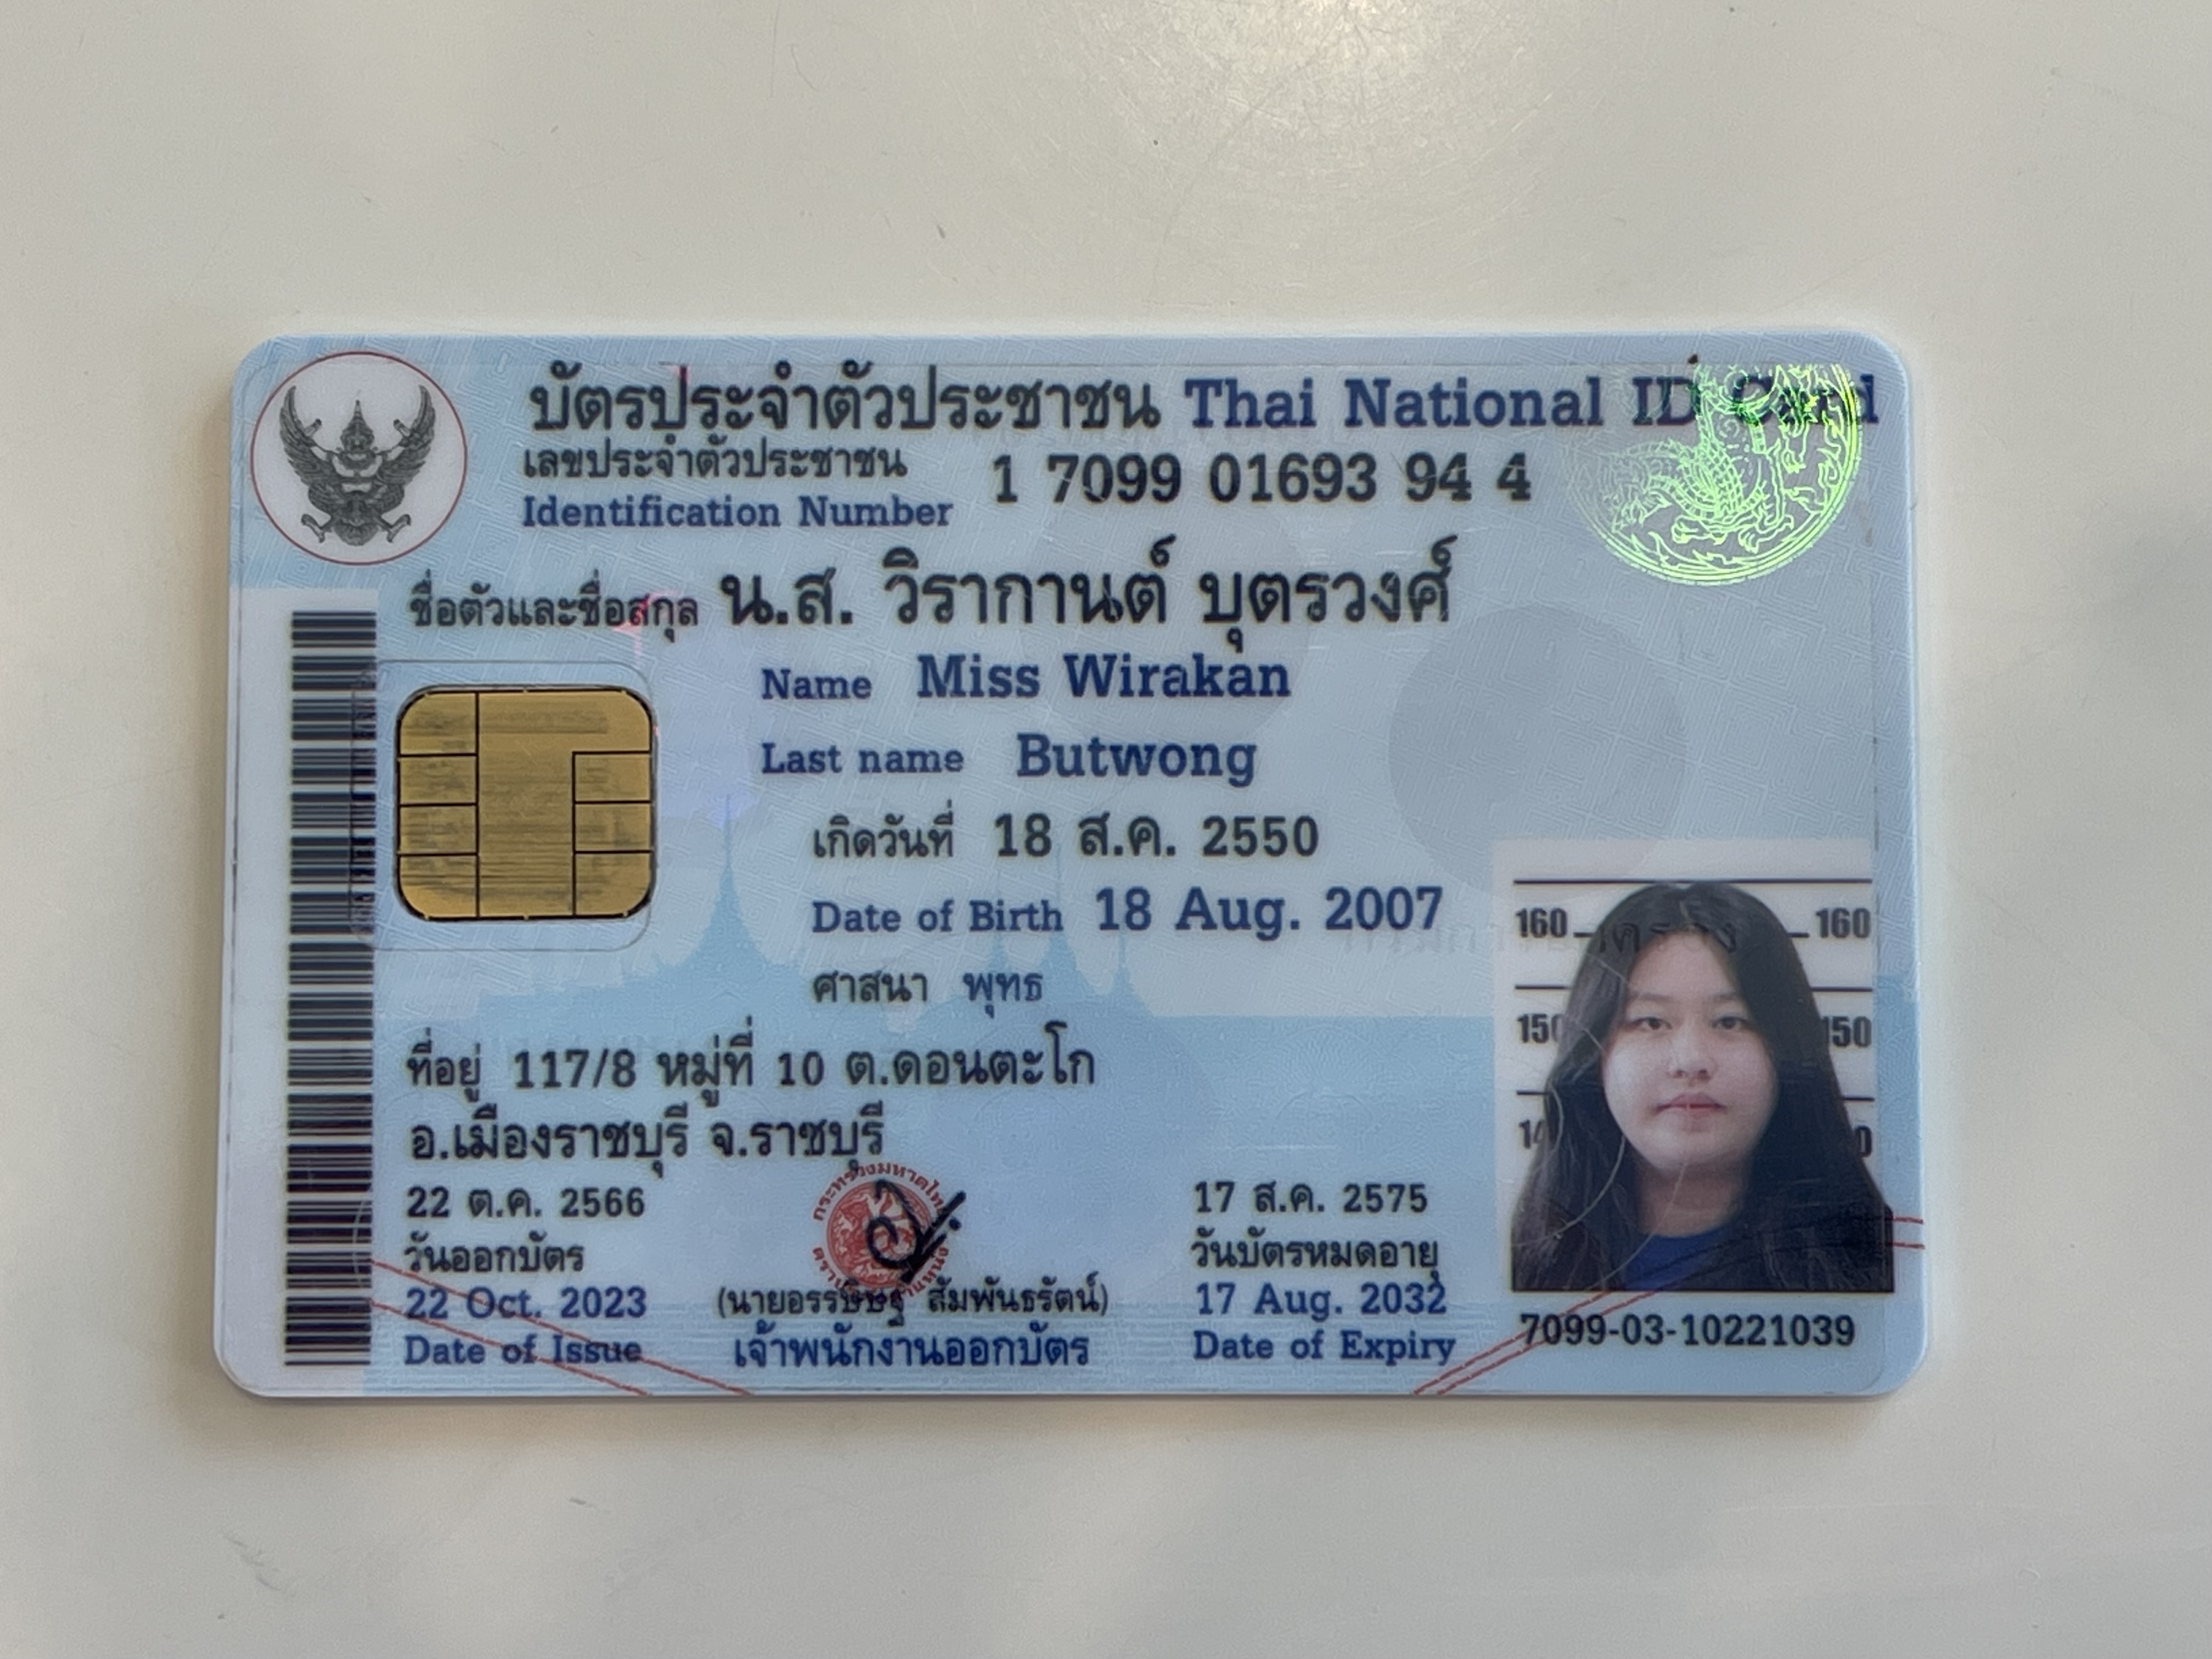 บัตรประจำตัวประชาชน Thai National ID Card
เลขประจำตัวประชาชน
Identification Number
1 7099 01693 94 4
ชื่อตัวและชื่อสกุล น.ส. วิรากานต์ บุตรวงศ์
Name Miss Wirakan
Last name Butwong
เกิดวันที่ 18 ส.ค. 2550
Date of Birth 18 Aug. 2007
ศาสนา พุทธ
ที่อยู่ 117/8 หมู่ที่ 10 ต.ดอนตะโก
อ.เมืองราชบุรี จ.ราชบุรี
22 ต.ค. 2566
วันออกบัตร
22 Oct. 2023
Date of Issue
สัมพันธรัตน์)
เจ้าพนักงานออกบัตร
17 ส.ค. 2575
วันบัตรหมดอายุ
17 Aug. 2032
Date of Expiry
160 160
150 150
7099-03-10221039